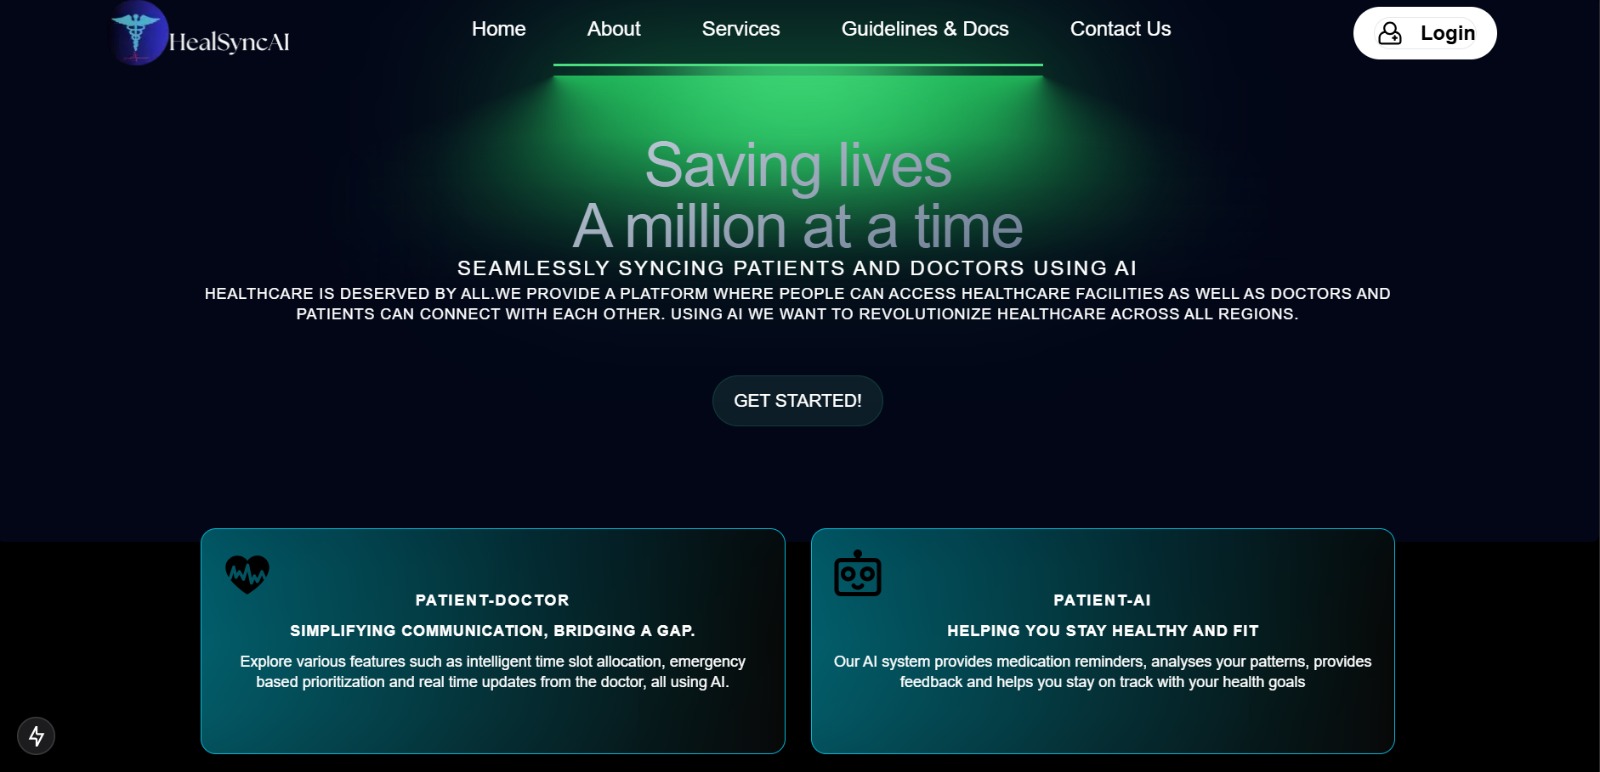 HealSyncAI
Home
About
Services
Guidelines & Docs
Contact Us
Login
Saving lives
A million at a time
SEAMLESSLY SYNCING PATIENTS AND DOCTORS USING AI
HEALTHCARE IS DESERVED BY ALL.WE PROVIDE A PLATFORM WHERE PEOPLE CAN ACCESS HEALTHCARE FACILITIES AS WELL AS DOCTORS AND
PATIENTS CAN CONNECT WITH EACH OTHER. USING AI WE WANT TO REVOLUTIONIZE HEALTHCARE ACROSS ALL REGIONS.
GET STARTED!
PATIENT-DOCTOR
SIMPLIFYING COMMUNICATION, BRIDGING A GAP.
Explore various features such as intelligent time slot allocation, emergency
based prioritization and real time updates from the doctor, all using AI.
PATIENT-AI
HELPING YOU STAY HEALTHY AND FIT
Our AI system provides medication reminders, analyses your patterns, provides
feedback and helps you stay on track with your health goals